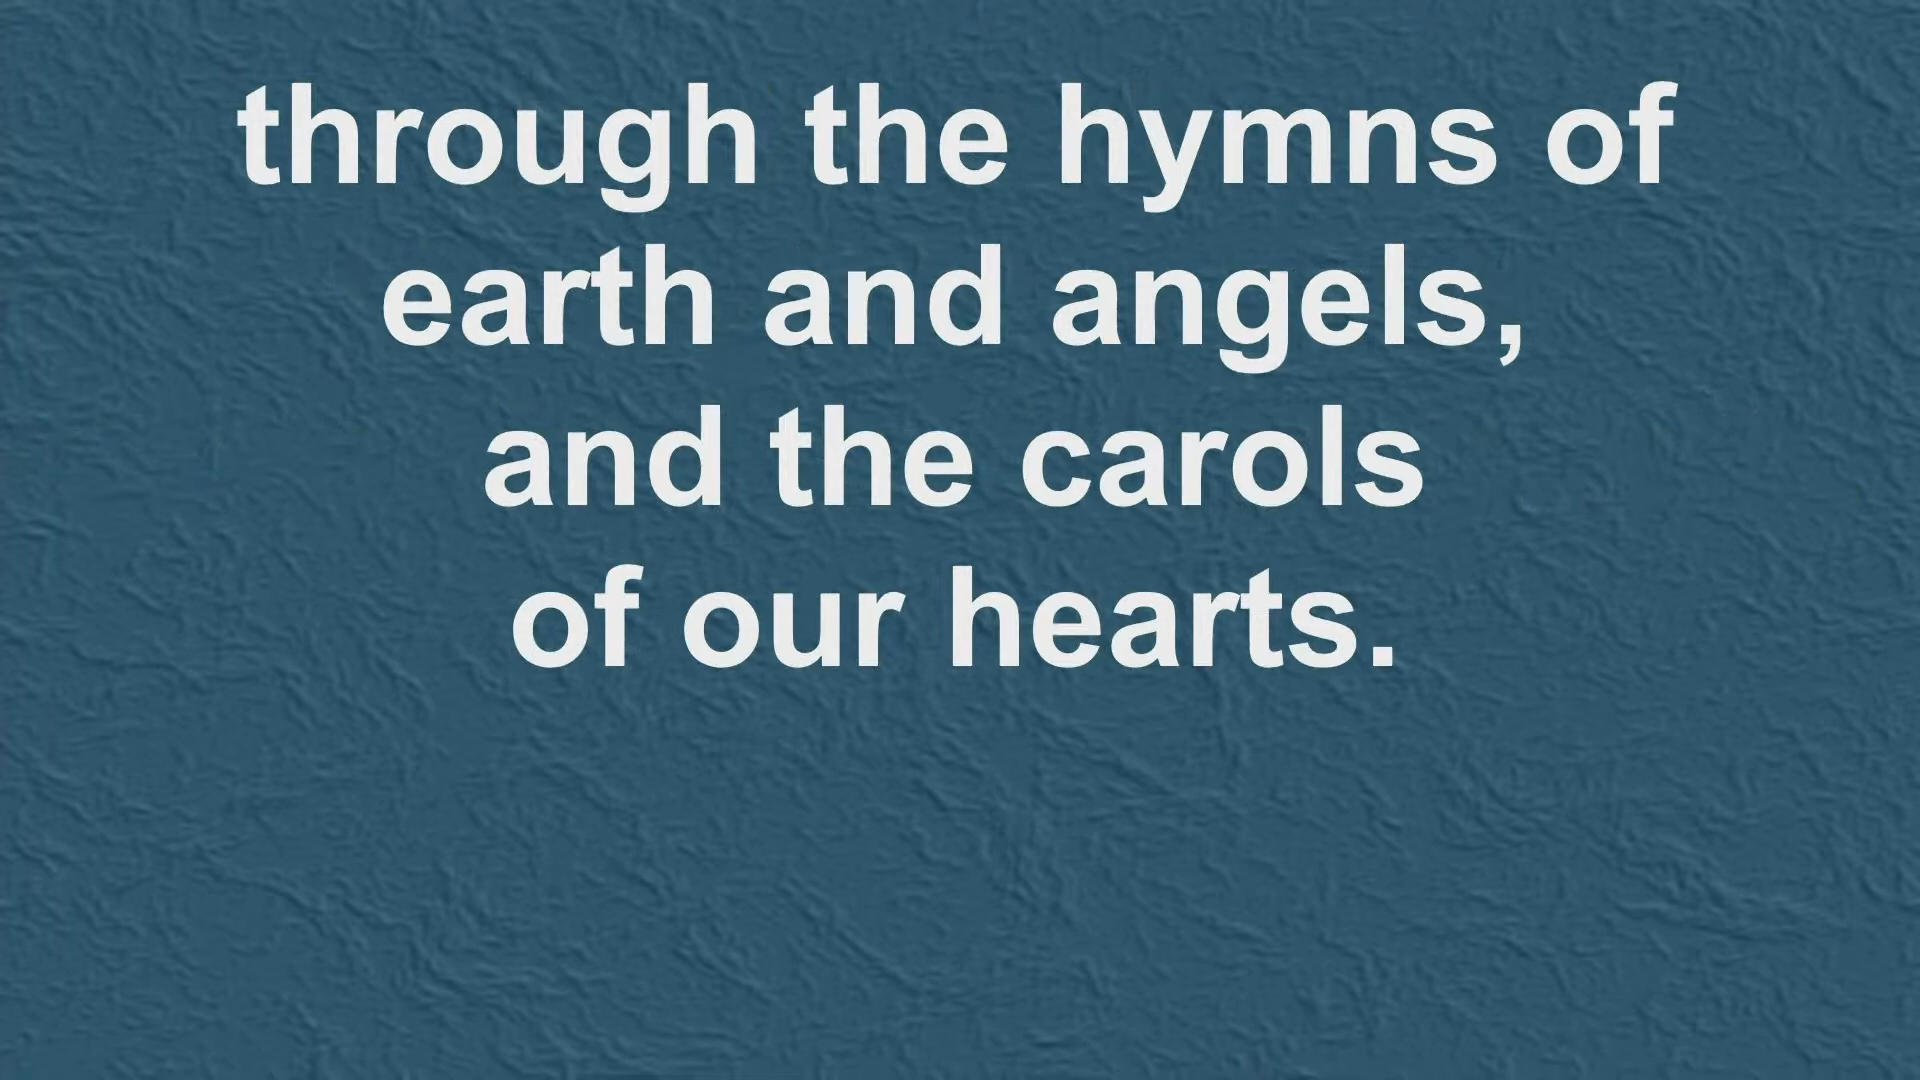 through the hymns of
earth and angels,
and the carols
of our hearts.